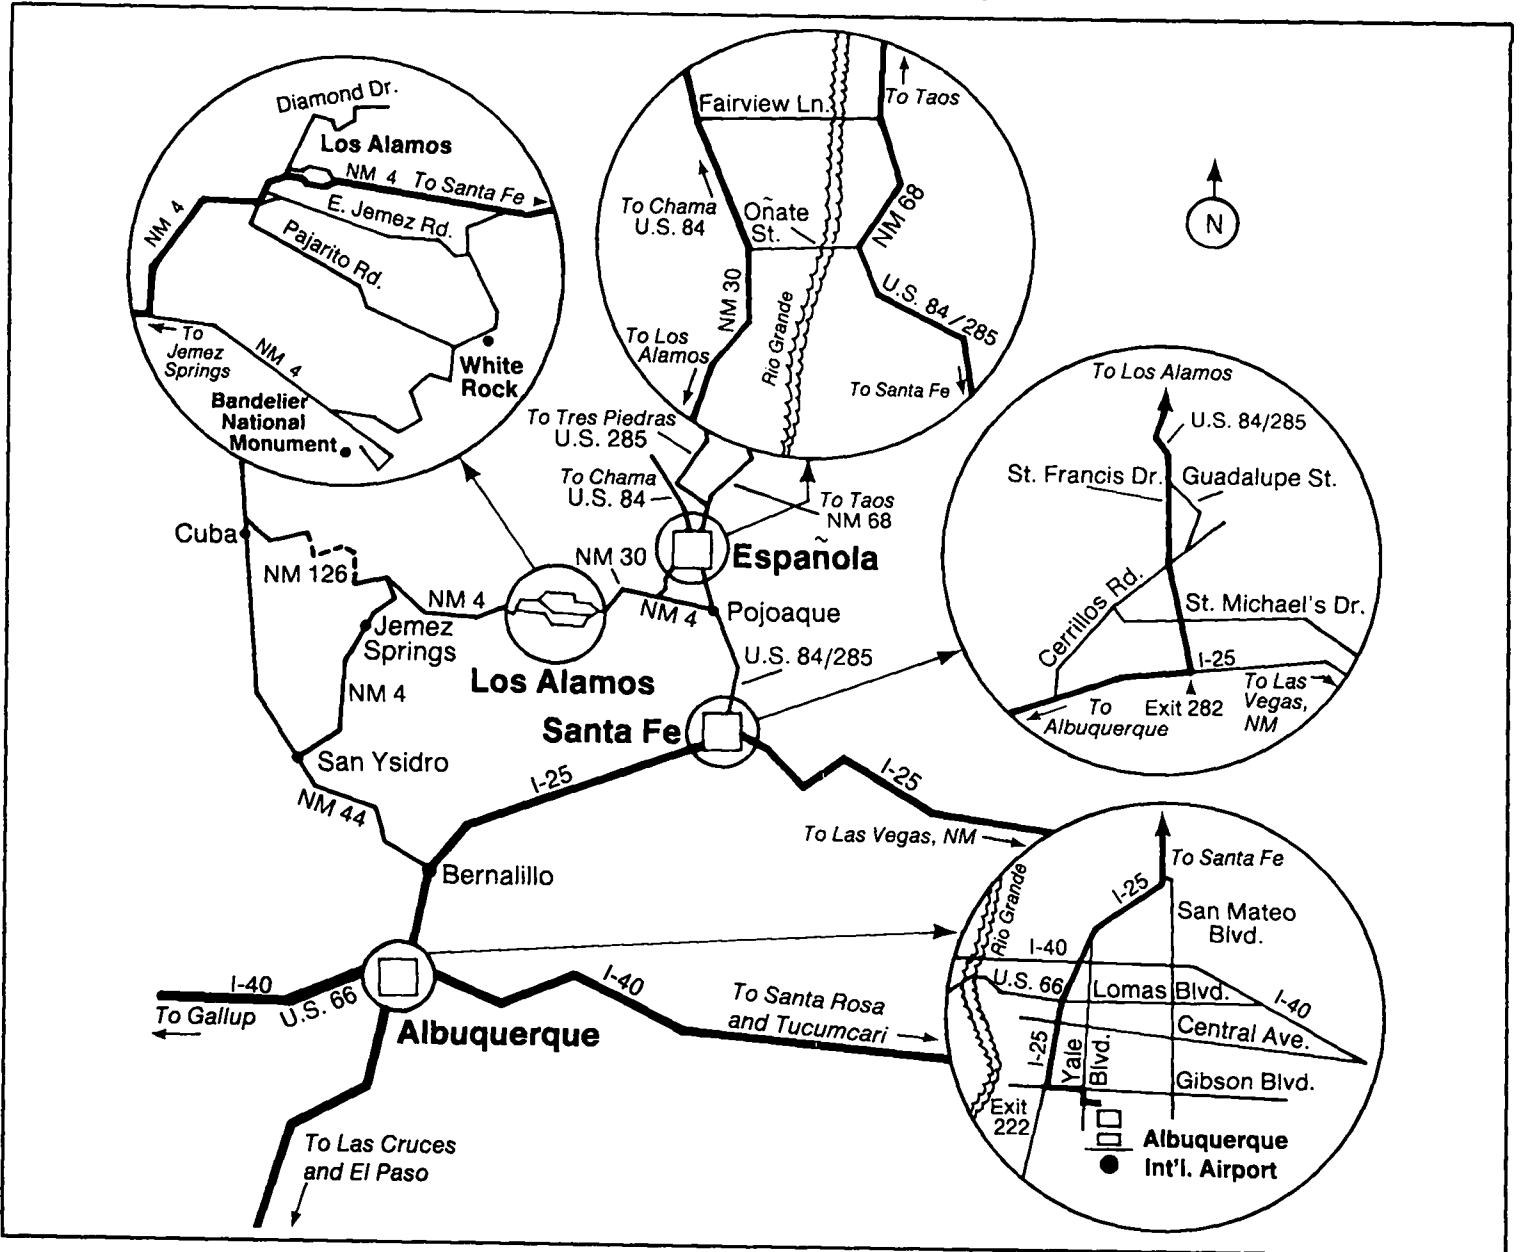 Diamond Dr.
Los Alamos
NM 4
To Santa Fe
NM 4
E. Jemez Rd.
Pajarito Rd.
To
Jemez
Springs
NM 4
White
Rock
Bandelier
National
Monument
Fairview Ln.
To Taos
To Chama
U.S. 84
Oñate
St.
NM 68
NM 30
Rio Grande
U.S. 84/285
To Los
Alamos
To Santa Fe
N
To Los Alamos
U.S. 84/285
St. Francis Dr.
Guadalupe St.
Cerrillos Rd.
St. Michael's Dr.
I-25
To
Albuquerque
Exit 282
To Las
Vegas,
NM
To Tres Piedras
U.S. 285
To Chama
U.S. 84
To Taos
NM 68
Cuba
NM 126
NM 30
Española
NM 4
NM 4
Pojoaque
Jemez
Springs
U.S. 84/285
NM 4
Los Alamos
Santa Fe
San Ysidro
I-25
I-25
NM 44
To Las Vegas, NM
Bernalillo
I-40
To Gallup
U.S. 66
I-40
To Santa Rosa
and Tucumcari
Albuquerque
To Las Cruces
and El Paso
To Santa Fe
I-25
San Mateo
Blvd.
Rio Grande
I-40
U.S. 66
Lomas Blvd.
I-40
Central Ave.
I-25
Yale
Blvd.
Gibson Blvd.
Exit
222
Albuquerque
Int'l. Airport